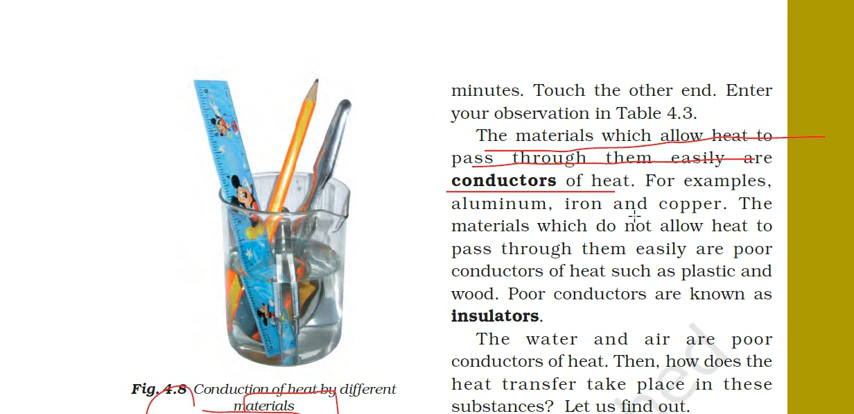 minutes. Touch the other end. Enter
your observation in Table 4.3.
The materials which allow heat to
pass through them easily are
conductors of heat. For examples,
aluminum, iron and copper. The
materials which do not allow heat to
pass through them easily are poor
conductors of heat such as plastic and
wood. Poor conductors are known as
insulators.
The water and air are poor
conductors of heat. Then, how does the
heat transfer take place in these
substances? Let us find out.
Fig. 4.8 Conduction of heat by different
materials